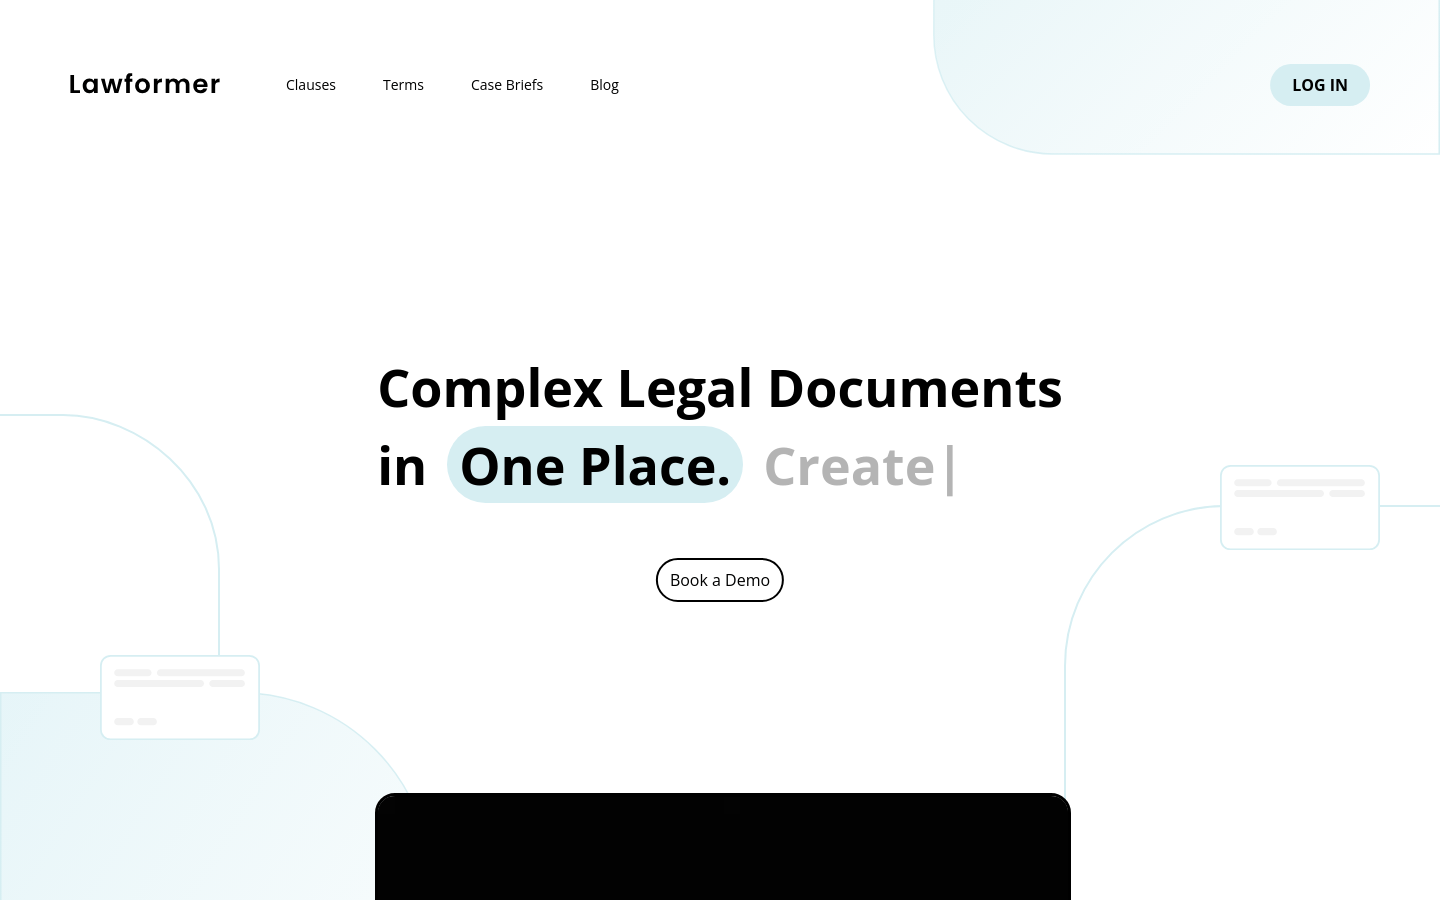 Lawformer
Clauses Terms Case Briefs Blog
LOG IN
Complex Legal Documents
in One Place. Create|
Book a Demo